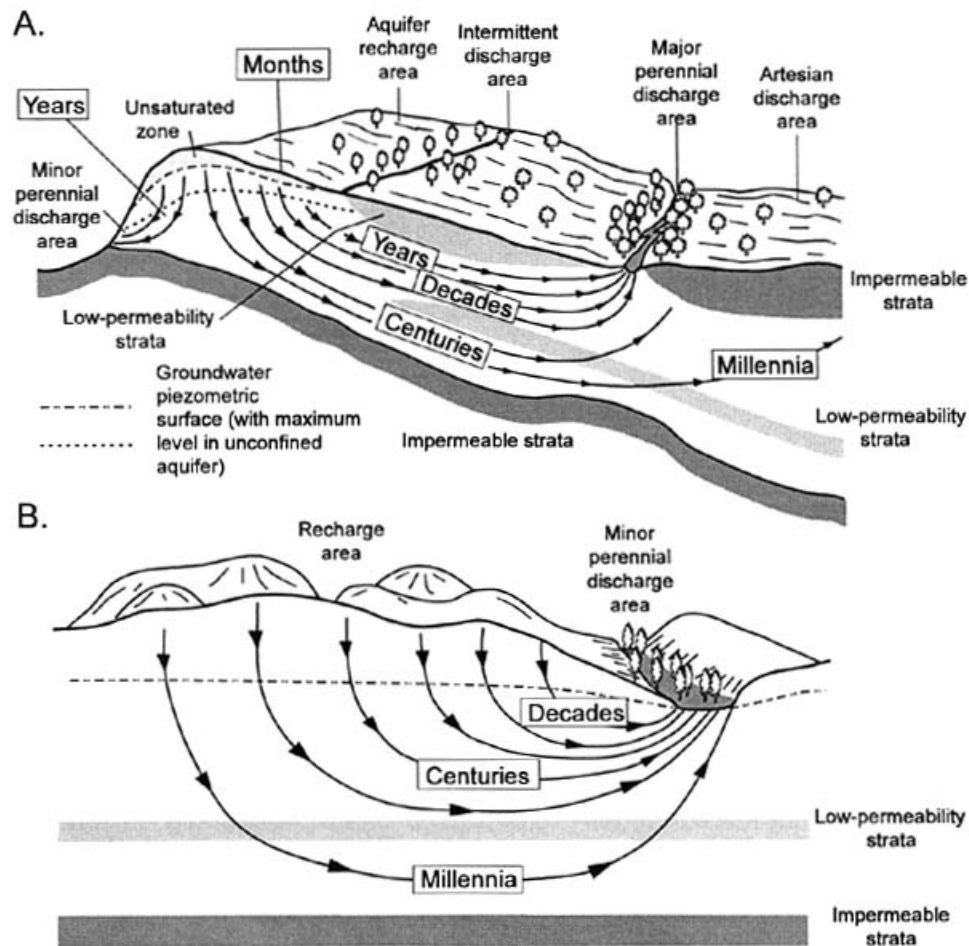 A.
Aquifer
recharge
area
Intermittent
discharge
area
Major
perennial
discharge
area
Artesian
discharge
area
Months
Years
Unsaturated
zone
Minor
perennial
discharge
area
Years
Decades
Centuries
Millennia
Impermeable
strata
Low-permeability
strata
Low-permeability
strata
Impermeable strata
Groundwater
piezometric
surface (with maximum
level in unconfined
aquifer)
B.
Recharge
area
Minor
perennial
discharge
area
Decades
Centuries
Millennia
Low-permeability
strata
Impermeable
strata